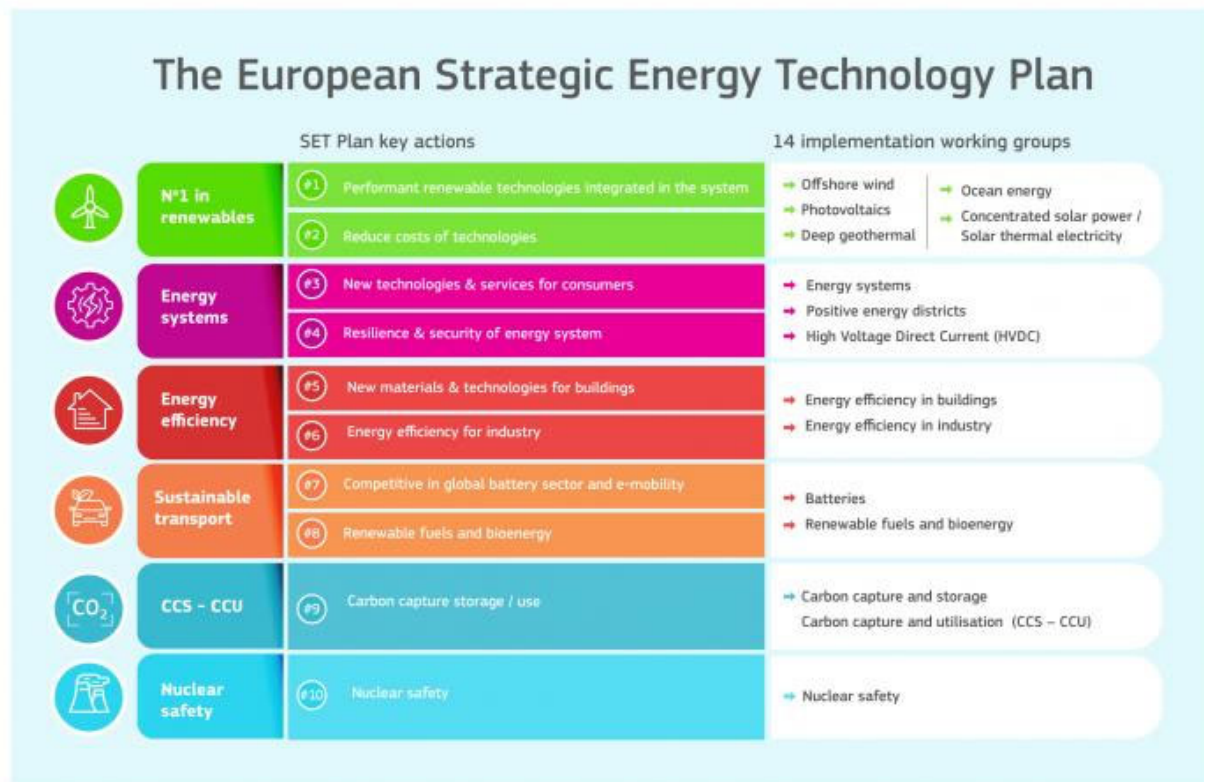 The European Strategic Energy Technology Plan
SET Plan key actions
14 implementation working groups
N°1 in
renewables
#1 Performant renewable technologies integrated in the system
#2 Reduce costs of technologies
Offshore wind
Photovoltaics
Deep geothermal
Ocean energy
Concentrated solar power /
Solar thermal electricity
Energy
systems
#3 New technologies & services for consumers
#4 Resilience & security of energy system
Energy systems
Positive energy districts
High Voltage Direct Current (HVDC)
Energy
efficiency
#5 New materials & technologies for buildings
#6 Energy efficiency for industry
Energy efficiency in buildings
Energy efficiency in industry
Sustainable
transport
#7 Competitive in global battery sector and e-mobility
#8 Renewable fuels and bioenergy
Batteries
Renewable fuels and bioenergy
CO2
CCS - CCU
#9 Carbon capture storage / use
Carbon capture and storage
Carbon capture and utilisation (CCS – CCU)
Nuclear
safety
#10 Nuclear safety
Nuclear safety